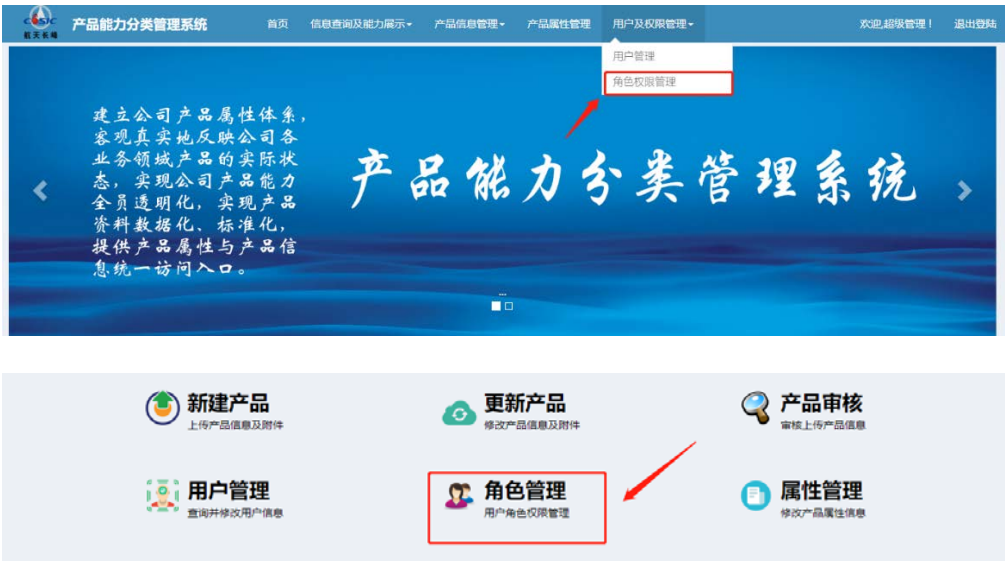 COSIC
航天长峰
产品能力分类管理系统
首页
信息查询及能力展示
产品信息管理
产品属性管理
用户及权限管理
欢迎,超级管理！
退出登陆
用户管理
角色权限管理
建立公司产品属性体系，
客观真实地反映公司各
业务领域产品的实际状
态，实现公司产品能力
全员透明化，实现产品
资料数据化、标准化，
提供产品属性与产品信
息统一访问入口。
产品能力分类管理系统
...
新建产品
上传产品信息及附件
更新产品
修改产品信息及附件
产品审核
审核上传产品信息
用户管理
查询并修改用户信息
角色管理
用户角色权限管理
属性管理
修改产品属性信息